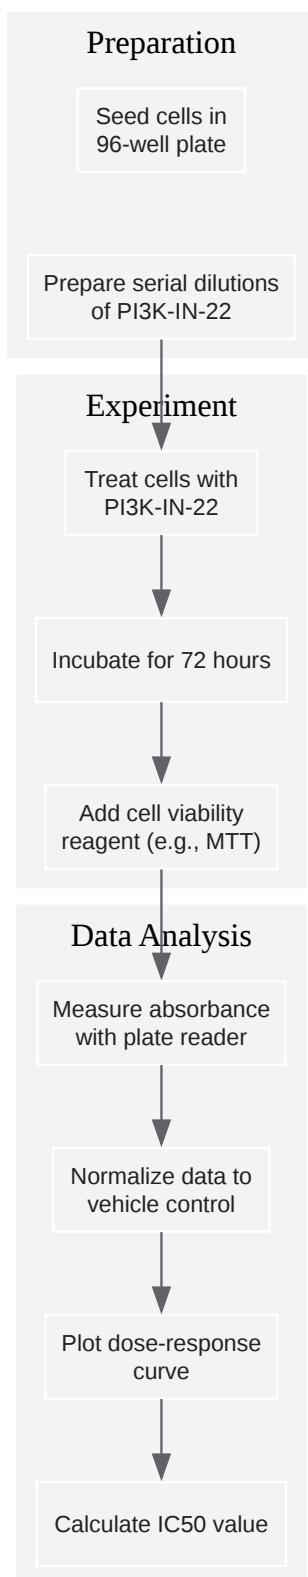 Preparation
Seed cells in
96-well plate
Prepare serial dilutions
of PI3K-IN-22
Experiment
Treat cells with
PI3K-IN-22
Incubate for 72 hours
Add cell viability
reagent (e.g., MTT)
Data Analysis
Measure absorbance
with plate reader
Normalize data to
vehicle control
Plot dose-response
curve
Calculate IC50 value